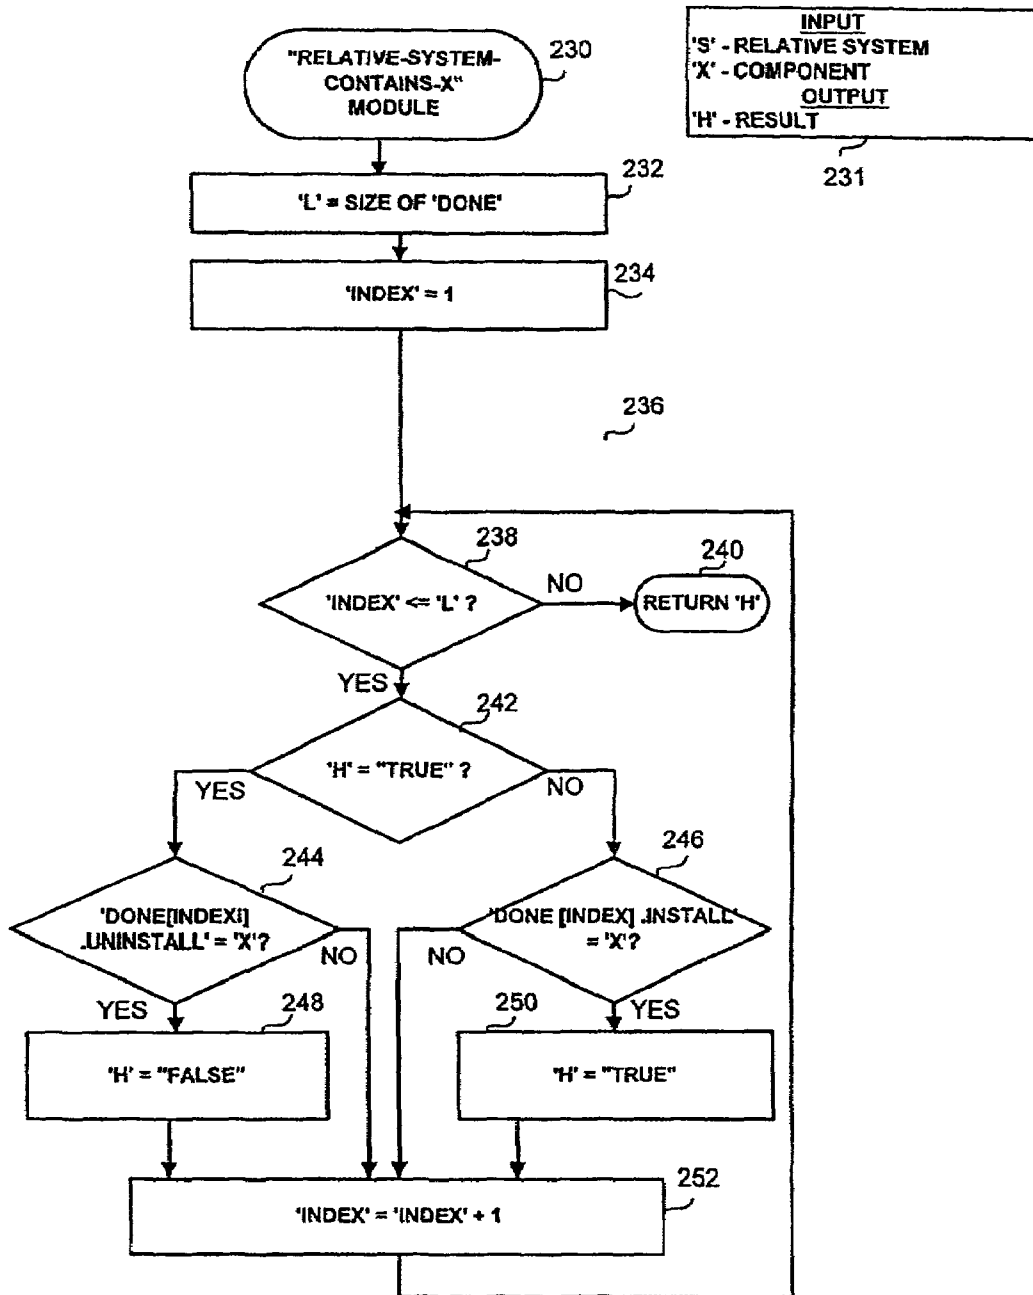 "RELATIVE-SYSTEM-
CONTAINS-X"
MODULE
230
INPUT
'S' - RELATIVE SYSTEM
'X' - COMPONENT
OUTPUT
'H' - RESULT
231
'L' = SIZE OF 'DONE'
232
'INDEX' = 1
234
236
'INDEX' <= 'L' ?
238
NO
RETURN 'H'
240
YES
'H' = "TRUE" ?
242
YES
NO
'DONE[INDEX!]
.UNINSTALL' = 'X'?
244
'DONE [INDEX] .INSTALL'
= 'X'?
246
NO
NO
YES
YES
'H' = "FALSE"
248
'H' = "TRUE"
250
'INDEX' = 'INDEX' + 1
252